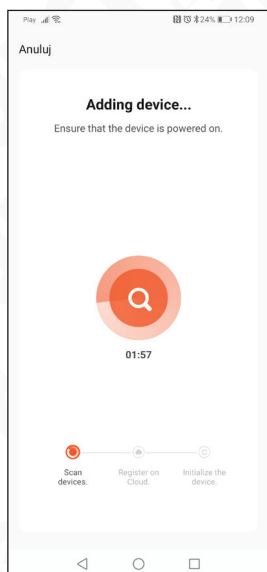 Play 24% 12:09
Anuluj
Adding device...
Ensure that the device is powered on.
01:57
Scan Register on Initialize the
devices. Cloud. device.